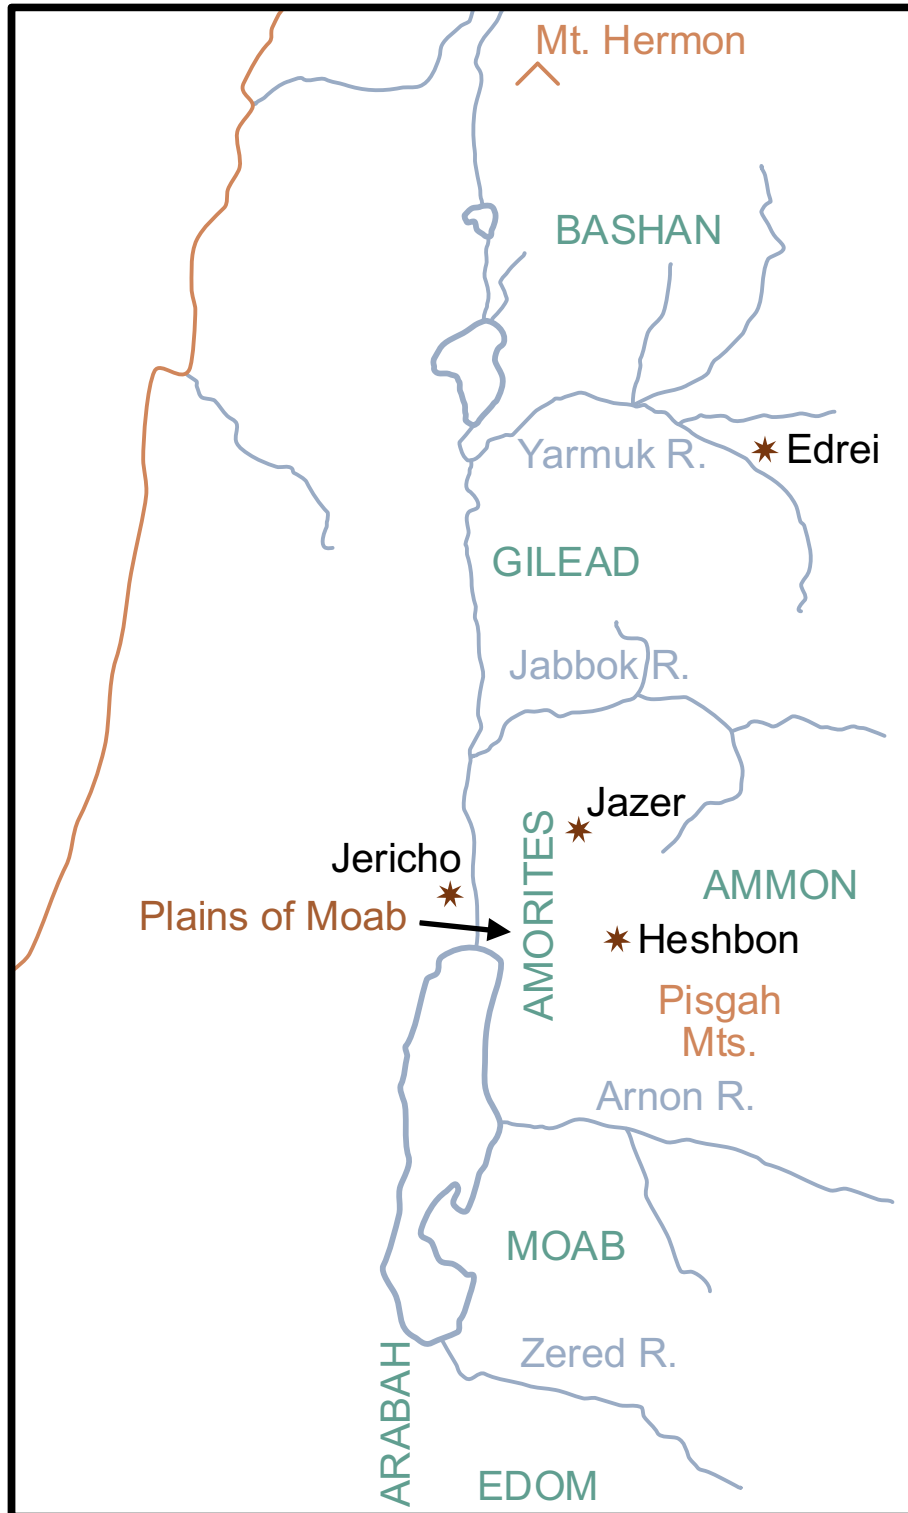 Mt. Hermon
BASHAN
Edrei
Yarmuk R.
GILEAD
Jabbok R.
Jazer
AMORITES
Jericho
AMMON
Plains of Moab
Heshbon
Pisgah
Mts.
Arnon R.
MOAB
Zered R.
ARABAH
EDOM